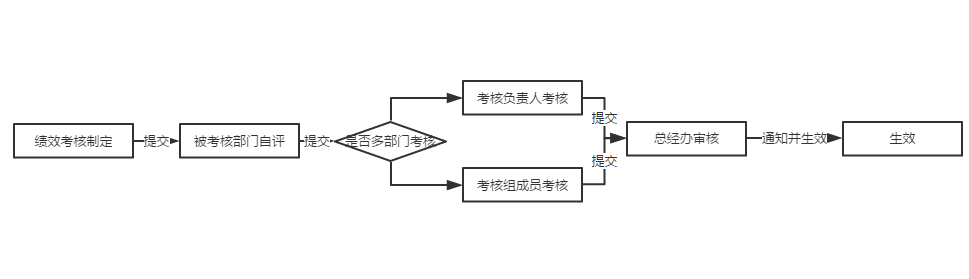 绩效考核制定
提交
被考核部门自评
提交
是否多部门考核
考核负责人考核
提交
考核组成员考核
提交
总经办审核
通知并生效
生效